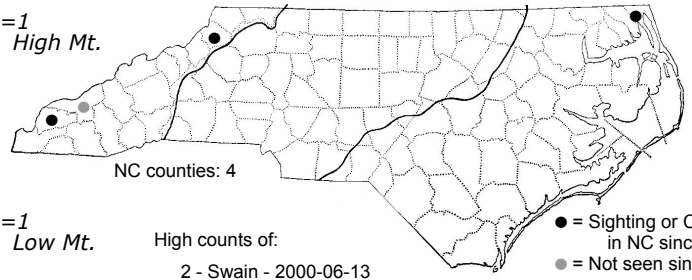 =1
High Mt.
NC counties: 4
=1
Low Mt.
High counts of:
2 - Swain - 2000-06-13
● = Sighting or
in NC sinc
● = Not seen sin